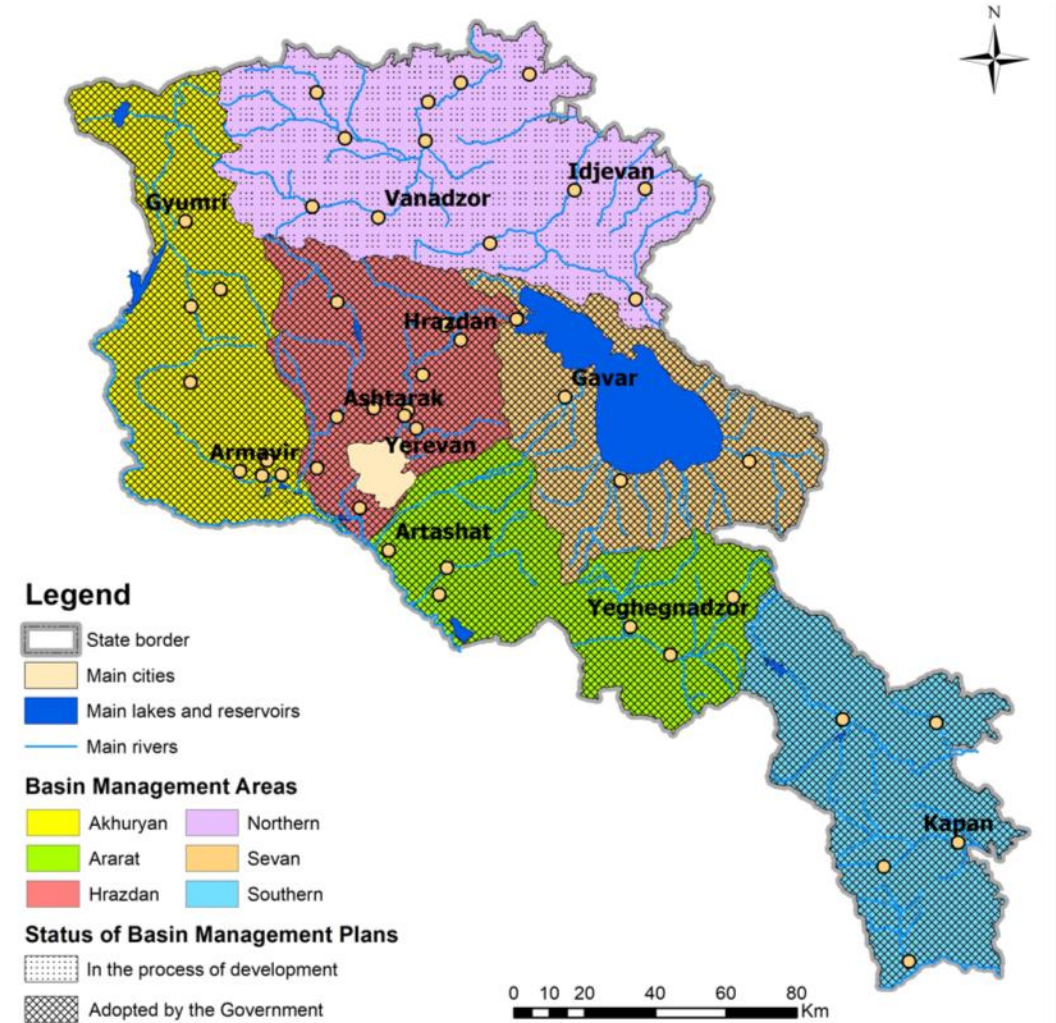 N
Idjevan
Vanadzor
Gyumri
Hrazdan
Gavar
Ashtarak
Yerevan
Armavir
Artashat
Yeghegnadzor
Kapan
Legend
State border
Main cities
Main lakes and reservoirs
Main rivers
Basin Management Areas
Akhuryan Northern
Ararat Sevan
Hrazdan Southern
Status of Basin Management Plans
In the process of development
Adopted by the Government
0 10 20 40 60 80
Km